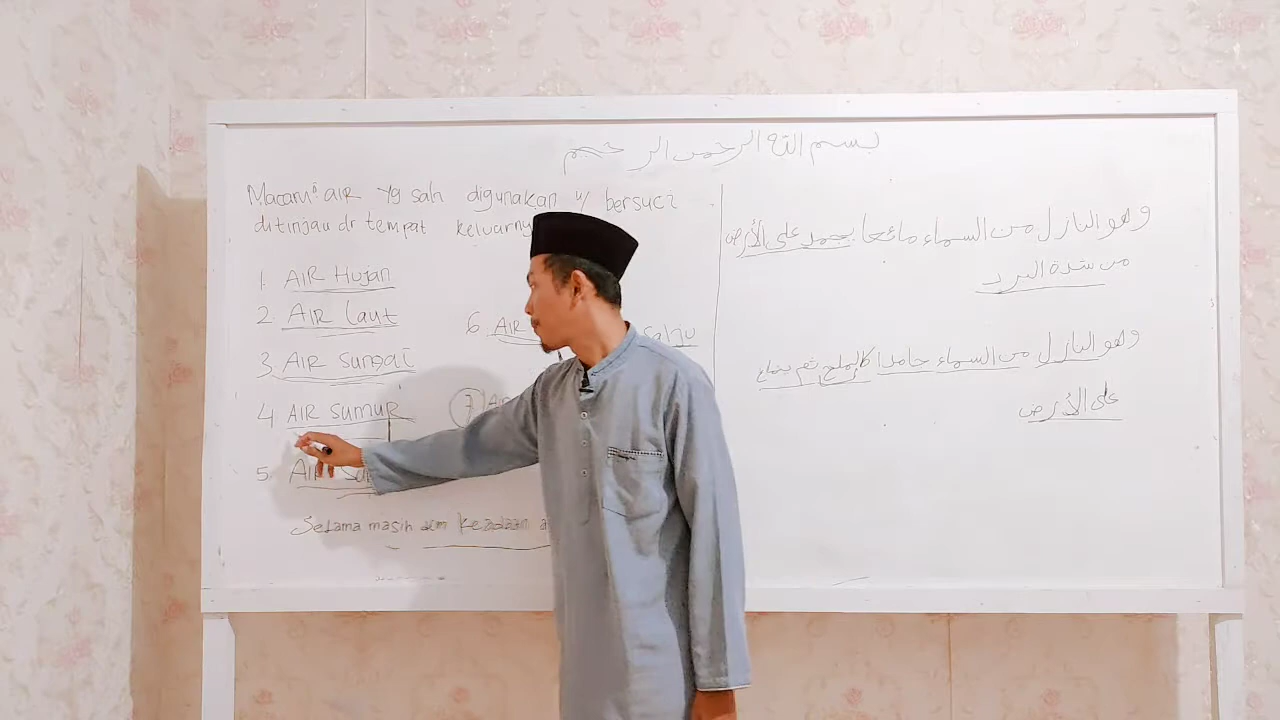 بسم الله الرحمن الرحيم
Macam² air yg sah digunakan u/ bersuci
ditinjau dr tempat keluarny
1. AIR Hujan
2. AIR laut
3. AIR sungai
4 AIR sumur
5. AIR
6. AIR Salju
7
Selama masih dlm keadaan
وهو النازل من السماء مائعا يجمد على الأرض
من شدة البرد
وهو النازل من السماء جامدا كالملح ثم يماع
على الأرض